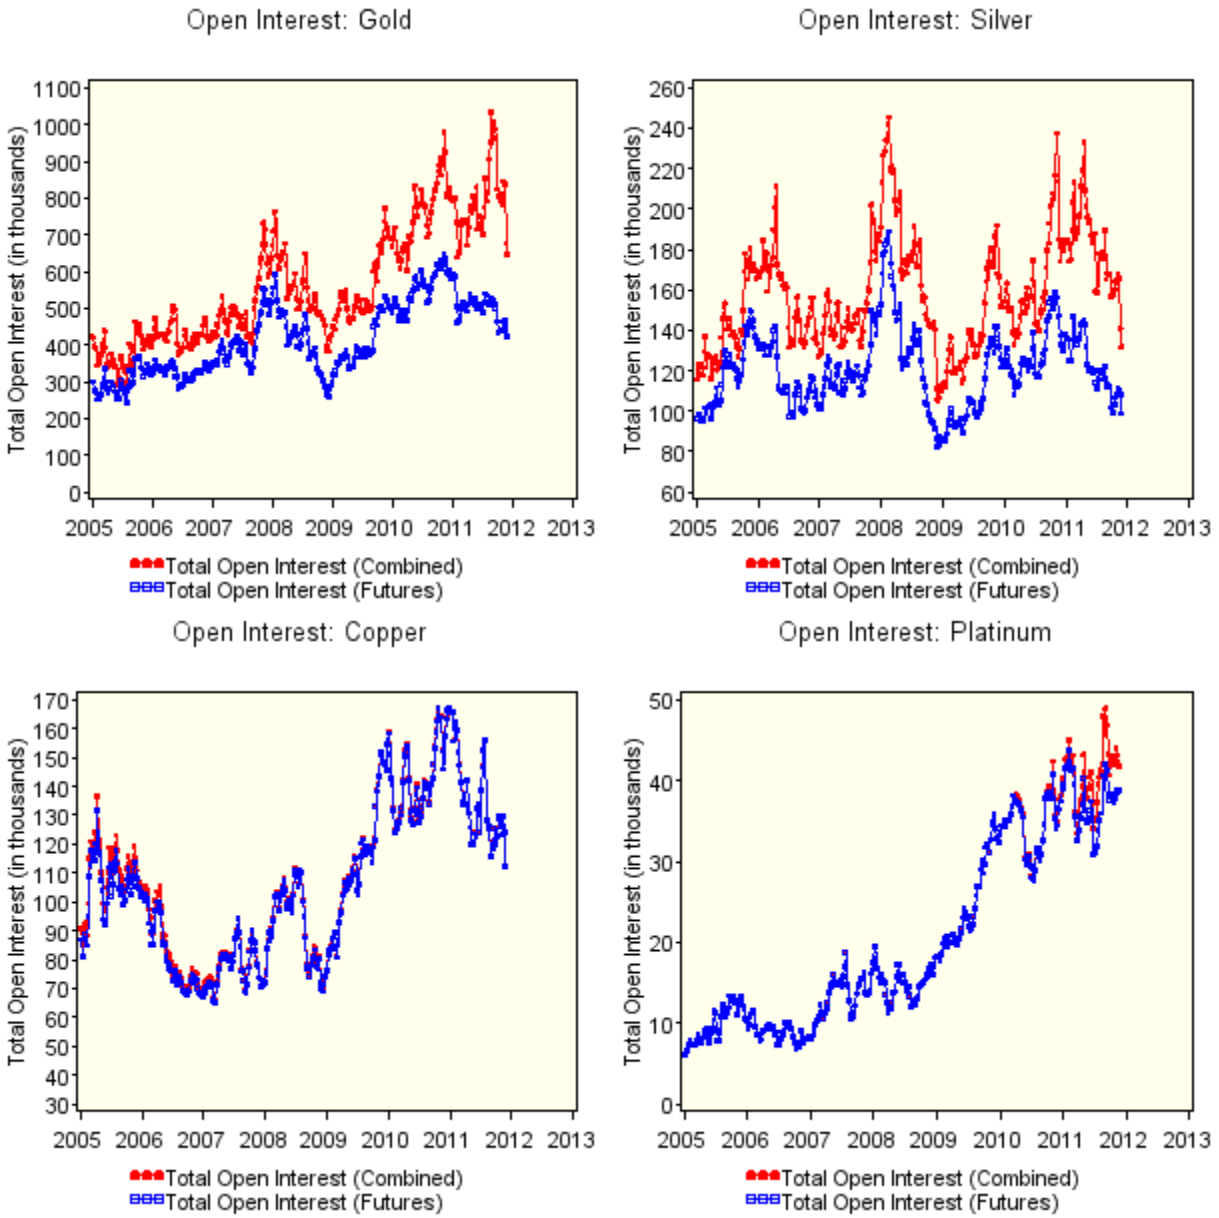 Open Interest: Gold
Total Open Interest (in thousands)
1100
1000
900
800
700
600
500
400
300
200
100
0
2005 2006 2007 2008 2009 2010 2011 2012 2013
Total Open Interest (Combined)
Total Open Interest (Futures)
Open Interest: Silver
Total Open Interest (in thousands)
260
240
220
200
180
160
140
120
100
80
60
2005 2006 2007 2008 2009 2010 2011 2012 2013
Total Open Interest (Combined)
Total Open Interest (Futures)
Open Interest: Copper
Total Open Interest (in thousands)
170
160
150
140
130
120
110
100
90
80
70
60
50
40
30
2005 2006 2007 2008 2009 2010 2011 2012 2013
Total Open Interest (Combined)
Total Open Interest (Futures)
Open Interest: Platinum
Total Open Interest (in thousands)
50
40
30
20
10
0
2005 2006 2007 2008 2009 2010 2011 2012 2013
Total Open Interest (Combined)
Total Open Interest (Futures)